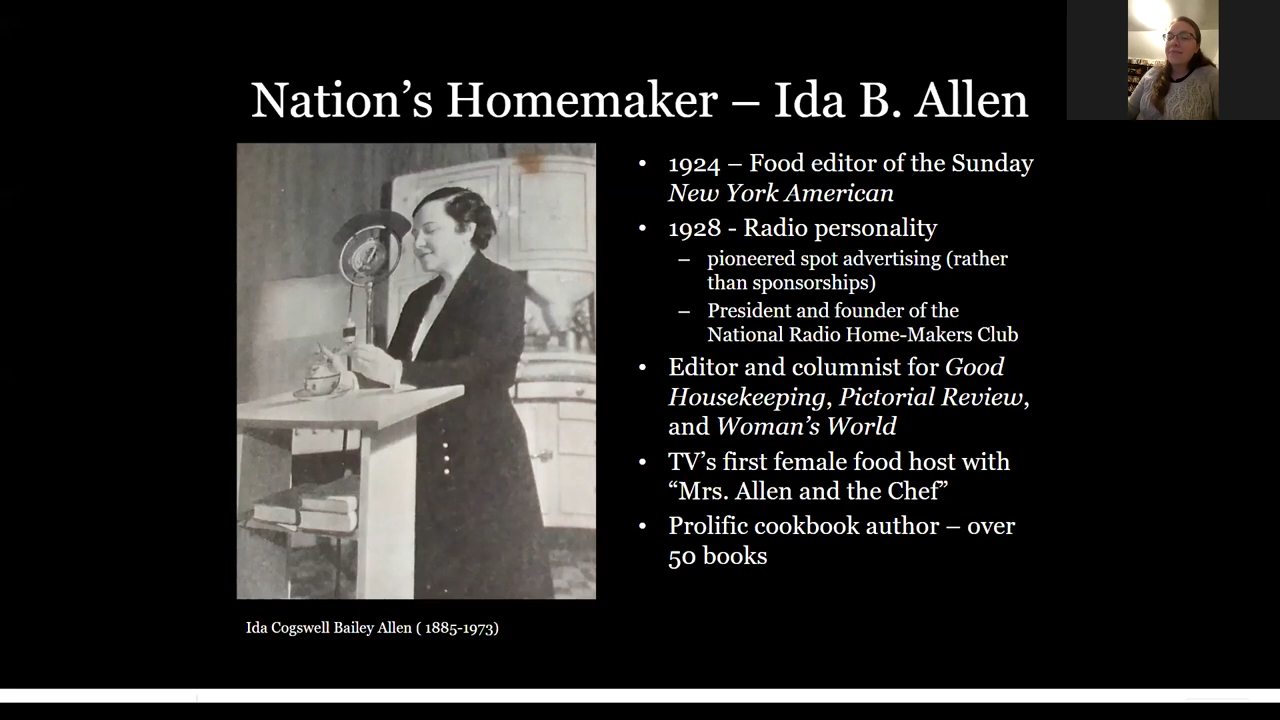 Nation’s Homemaker – Ida B. Allen
• 1924 – Food editor of the Sunday
New York American
• 1928 - Radio personality
– pioneered spot advertising (rather
than sponsorships)
– President and founder of the
National Radio Home-Makers Club
• Editor and columnist for Good
Housekeeping, Pictorial Review,
and Woman’s World
• TV’s first female food host with
“Mrs. Allen and the Chef”
• Prolific cookbook author – over
50 books
Ida Cogswell Bailey Allen ( 1885-1973)